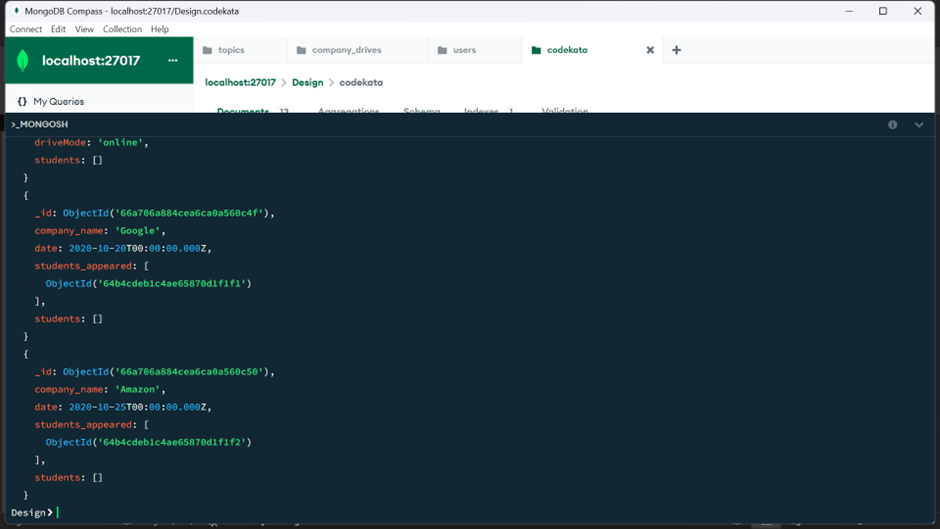 MongoDB Compass - localhost:27017/Design.codekata
Connect Edit View Collection Help
topics company_drives users codekata
localhost:27017 ...
localhost:27017 > Design > codekata
{} My Queries
Documents 13 Aggregations Schema Indexes 1 Validation
>_MONGOSH
driveMode: 'online',
students: []
}
{
_id: ObjectId('66a706a884cea6ca0a560c4f'),
company_name: 'Google',
date: 2020-10-20T00:00:00.000Z,
students_appeared: [
ObjectId('64b4cdeb1c4ae65870d1f1f1')
],
students: []
}
{
_id: ObjectId('66a706a884cea6ca0a560c50'),
company_name: 'Amazon',
date: 2020-10-25T00:00:00.000Z,
students_appeared: [
ObjectId('64b4cdeb1c4ae65870d1f1f2')
],
students: []
}
Design>